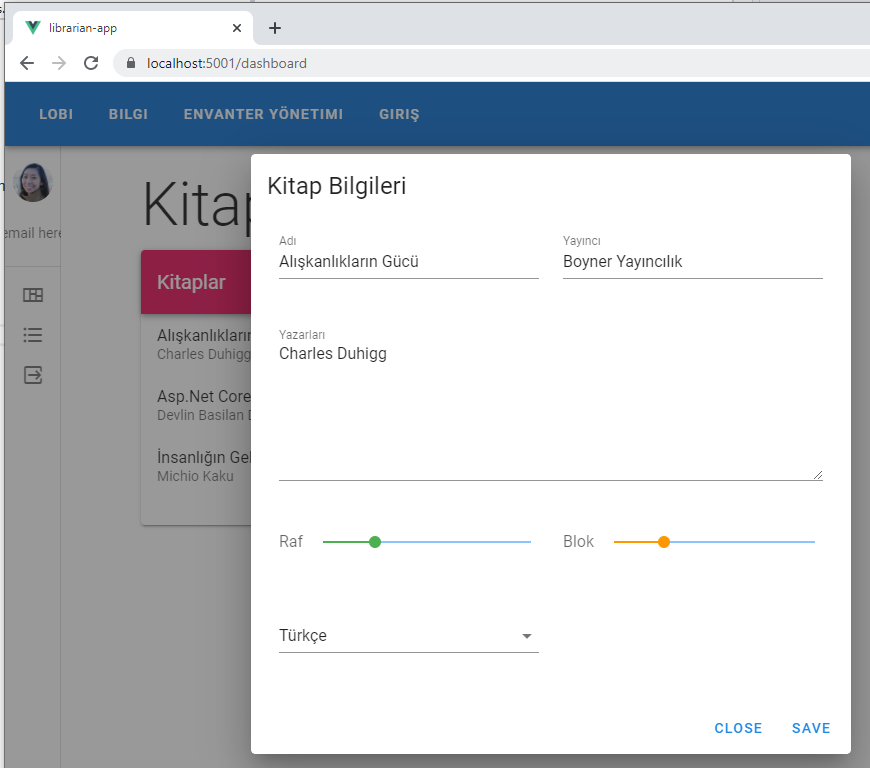 librarian-app
localhost:5001/dashboard
LOBI BILGI ENVANTER YÖNETIMI GIRIŞ
email here
Kitap
Kitaplar
Alışkanlıkların
Charles Duhigg
Asp.Net Core
Devlin Basilan D
İnsanlığın Gel
Michio Kaku
Kitap Bilgileri
Adı
Alışkanlıkların Gücü
Yayıncı
Boyner Yayıncılık
Yazarları
Charles Duhigg
Raf
Blok
Türkçe
CLOSE SAVE